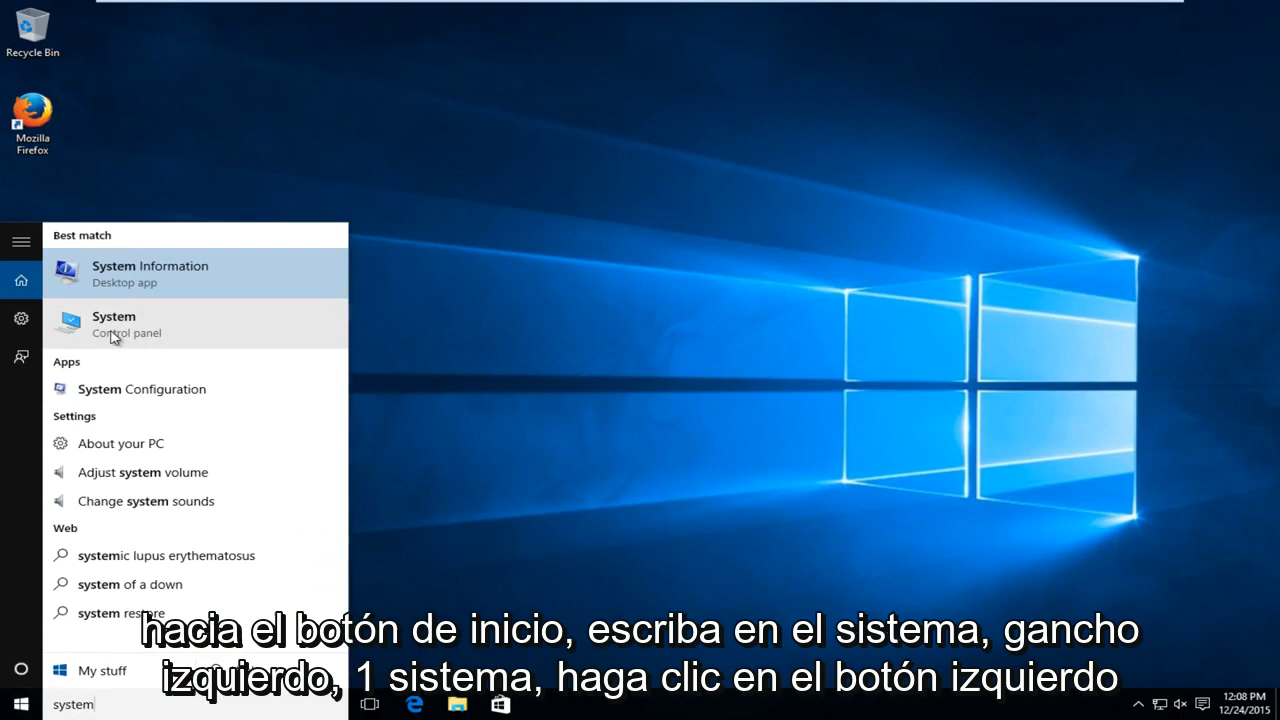 Recycle Bin
Mozilla
Firefox
Best match
System Information
Desktop app
System
Control panel
Apps
System Configuration
Settings
About your PC
Adjust system volume
Change system sounds
Web
systemic lupus erythematosus
system of a down
system restore
hacia el botón de inicio, escriba en el sistema, gancho
izquierdo, 1 sistema, haga clic en el botón izquierdo
My stuff
system
12:08 PM
12/24/2015